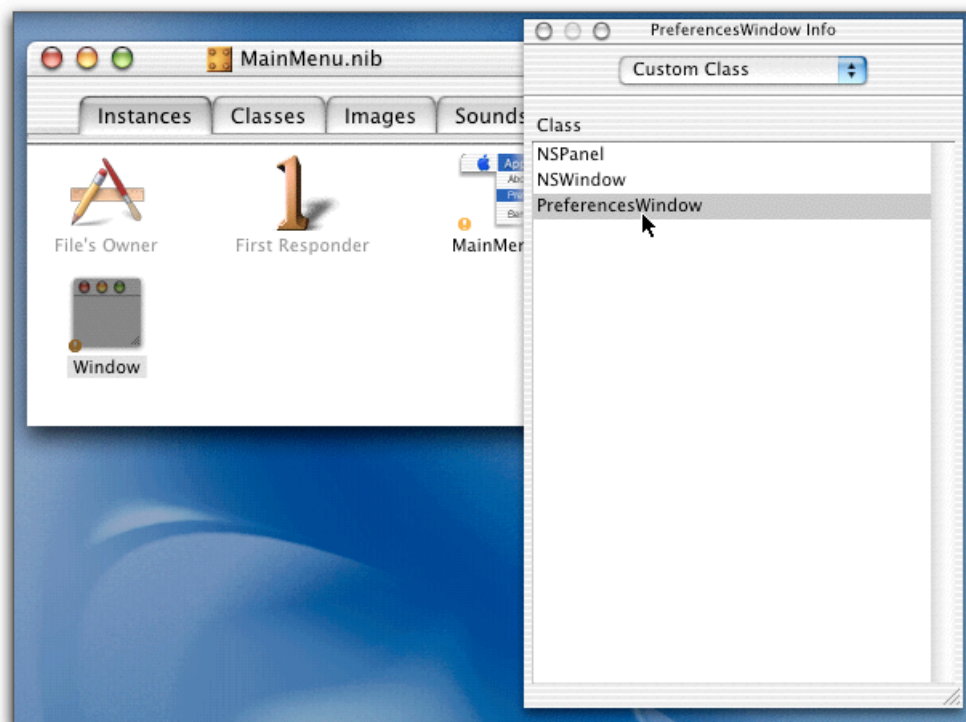 MainMenu.nib
Instances Classes Images Sounds
File's Owner
First Responder
MainMen
Window
PreferencesWindow Info
Custom Class
Class
NSPanel
NSWindow
PreferencesWindow